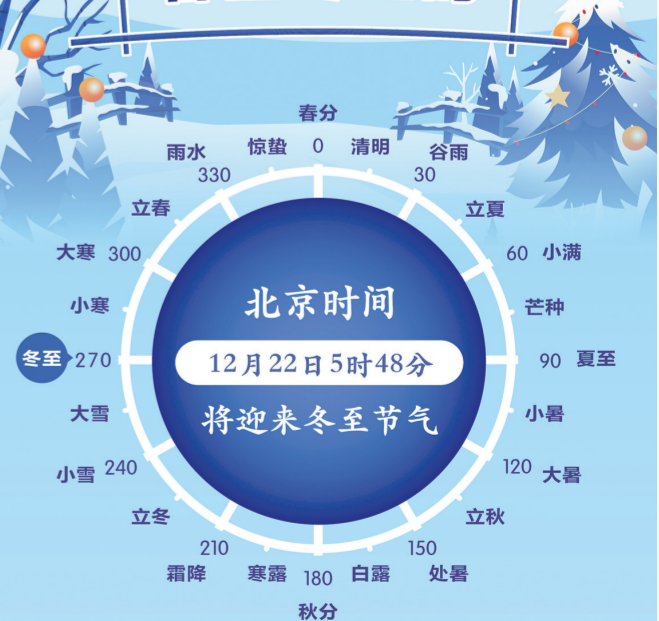 春分
雨水 惊蛰 0 清明 谷雨
330 30
立春 立夏
大寒 300 60 小满
小寒 芒种
冬至 270 90 夏至
大雪 小暑
小雪 240 120 大暑
立冬 立秋
210 150
霜降 寒露 180 白露 处暑
秋分
北京时间
12月22日5时48分
将迎来冬至节气